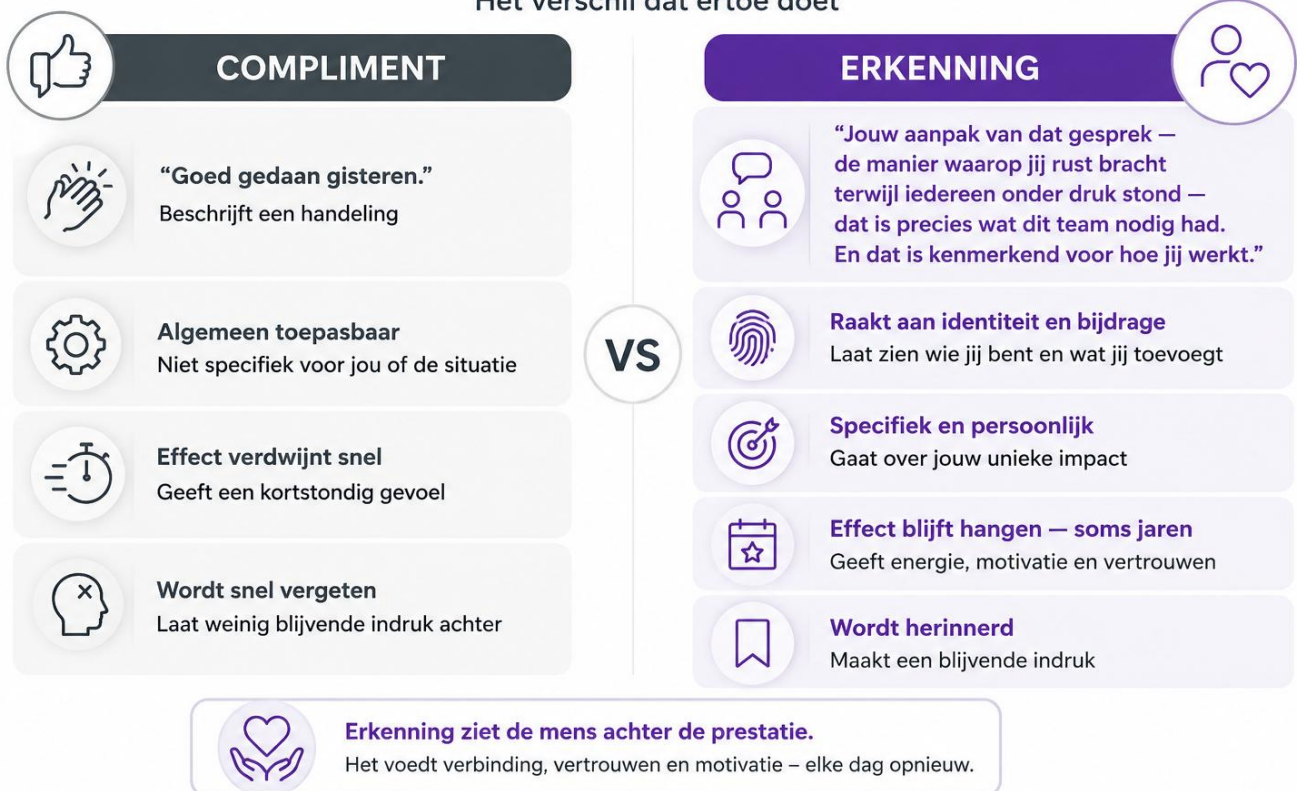 Het verschil dat ertoe doet
COMPLIMENT
“Goed gedaan gisteren.”
Beschrijft een handeling
Algemeen toepasbaar
Niet specifiek voor jou of de situatie
Effect verdwijnt snel
Geeft een kortstondig gevoel
Wordt snel vergeten
Laat weinig blijvende indruk achter
VS
ERKENNING
“Jouw aanpak van dat gesprek —
de manier waarop jij rust bracht
terwijl iedereen onder druk stond —
dat is precies wat dit team nodig had.
En dat is kenmerkend voor hoe jij werkt.”
Raakt aan identiteit en bijdrage
Laat zien wie jij bent en wat jij toevoegt
Specifiek en persoonlijk
Gaat over jouw unieke impact
Effect blijft hangen — soms jaren
Geeft energie, motivatie en vertrouwen
Wordt herinnerd
Maakt een blijvende indruk
Erkenning ziet de mens achter de prestatie.
Het voedt verbinding, vertrouwen en motivatie – elke dag opnieuw.